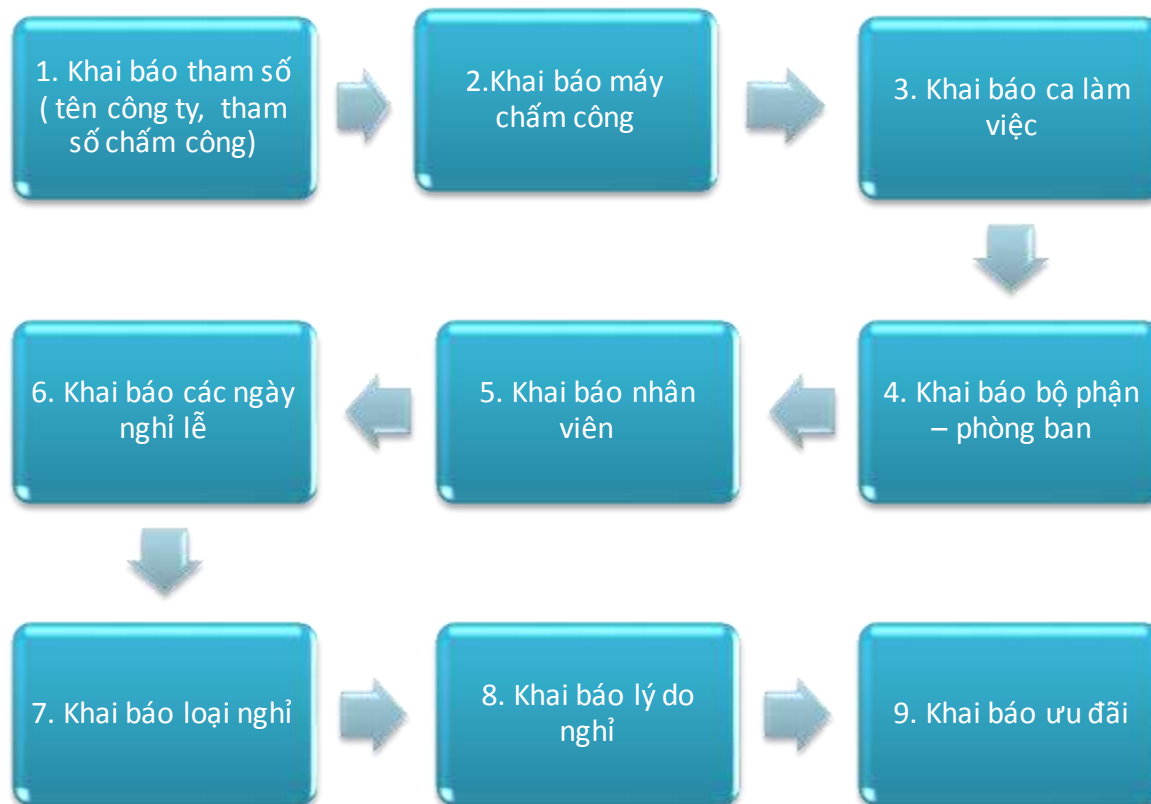 1. Khai báo tham số
( tên công ty, tham
số chấm công)
2.Khai báo máy
chấm công
3. Khai báo ca làm
việc
4. Khai báo bộ phận
– phòng ban
5. Khai báo nhân
viên
6. Khai báo các ngày
nghỉ lễ
7. Khai báo loại nghỉ
8. Khai báo lý do
nghỉ
9. Khai báo ưu đãi